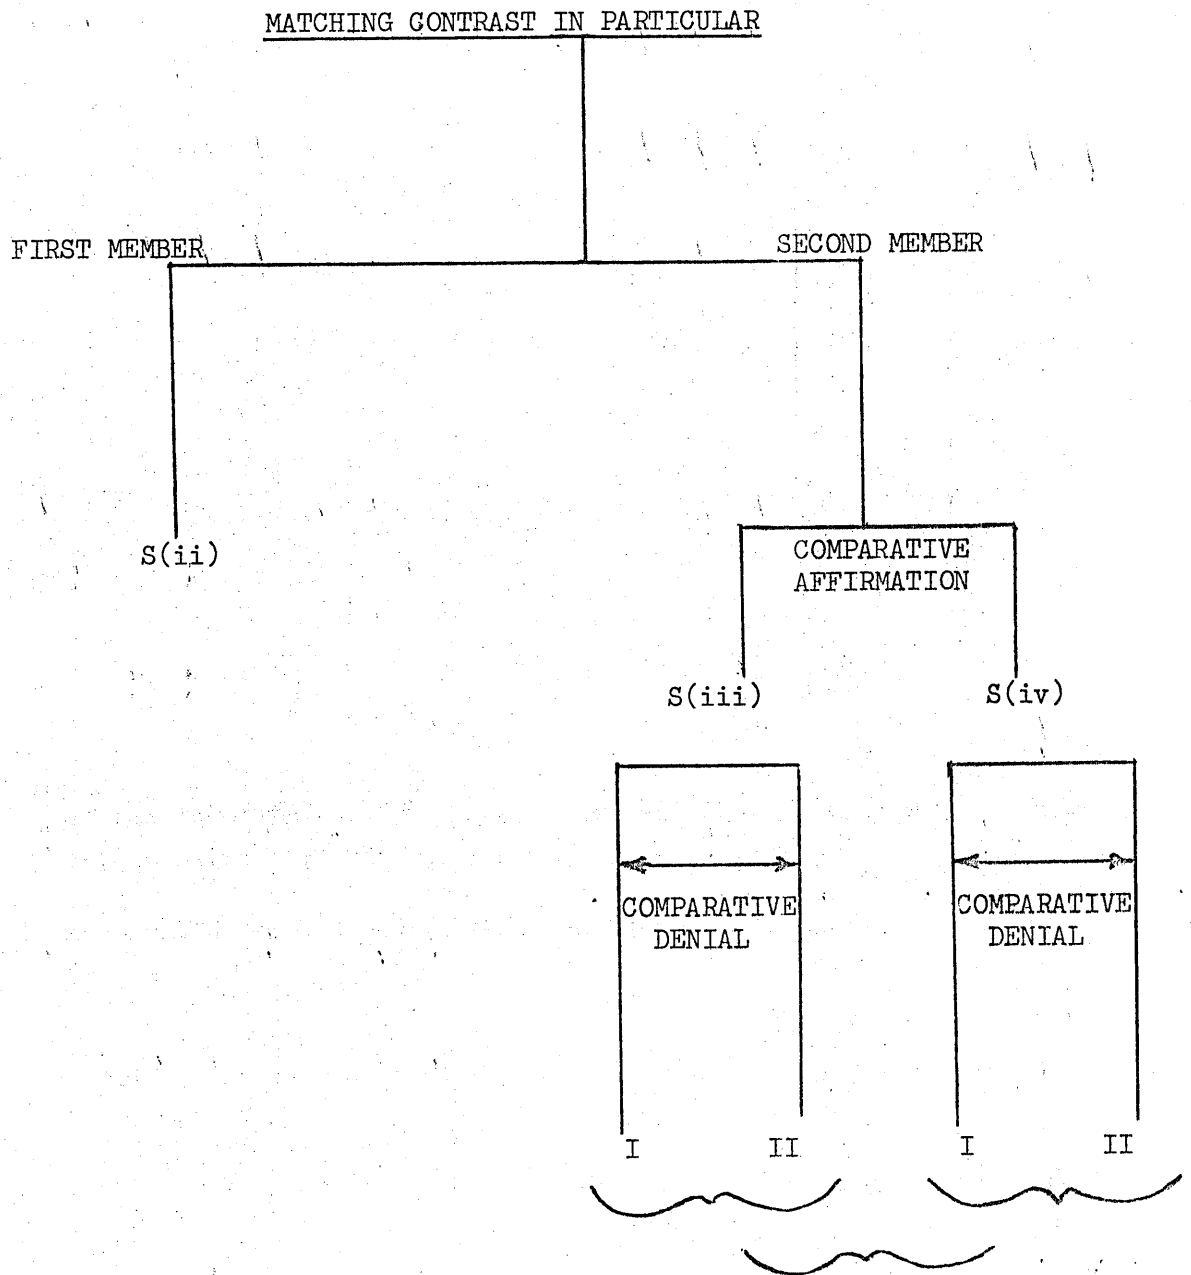 MATCHING CONTRAST IN PARTICULAR
FIRST MEMBER
SECOND MEMBER
S(ii)
COMPARATIVE
AFFIRMATION
S(iii)
S(iv)
COMPARATIVE
DENIAL
COMPARATIVE
DENIAL
I
II
I
II